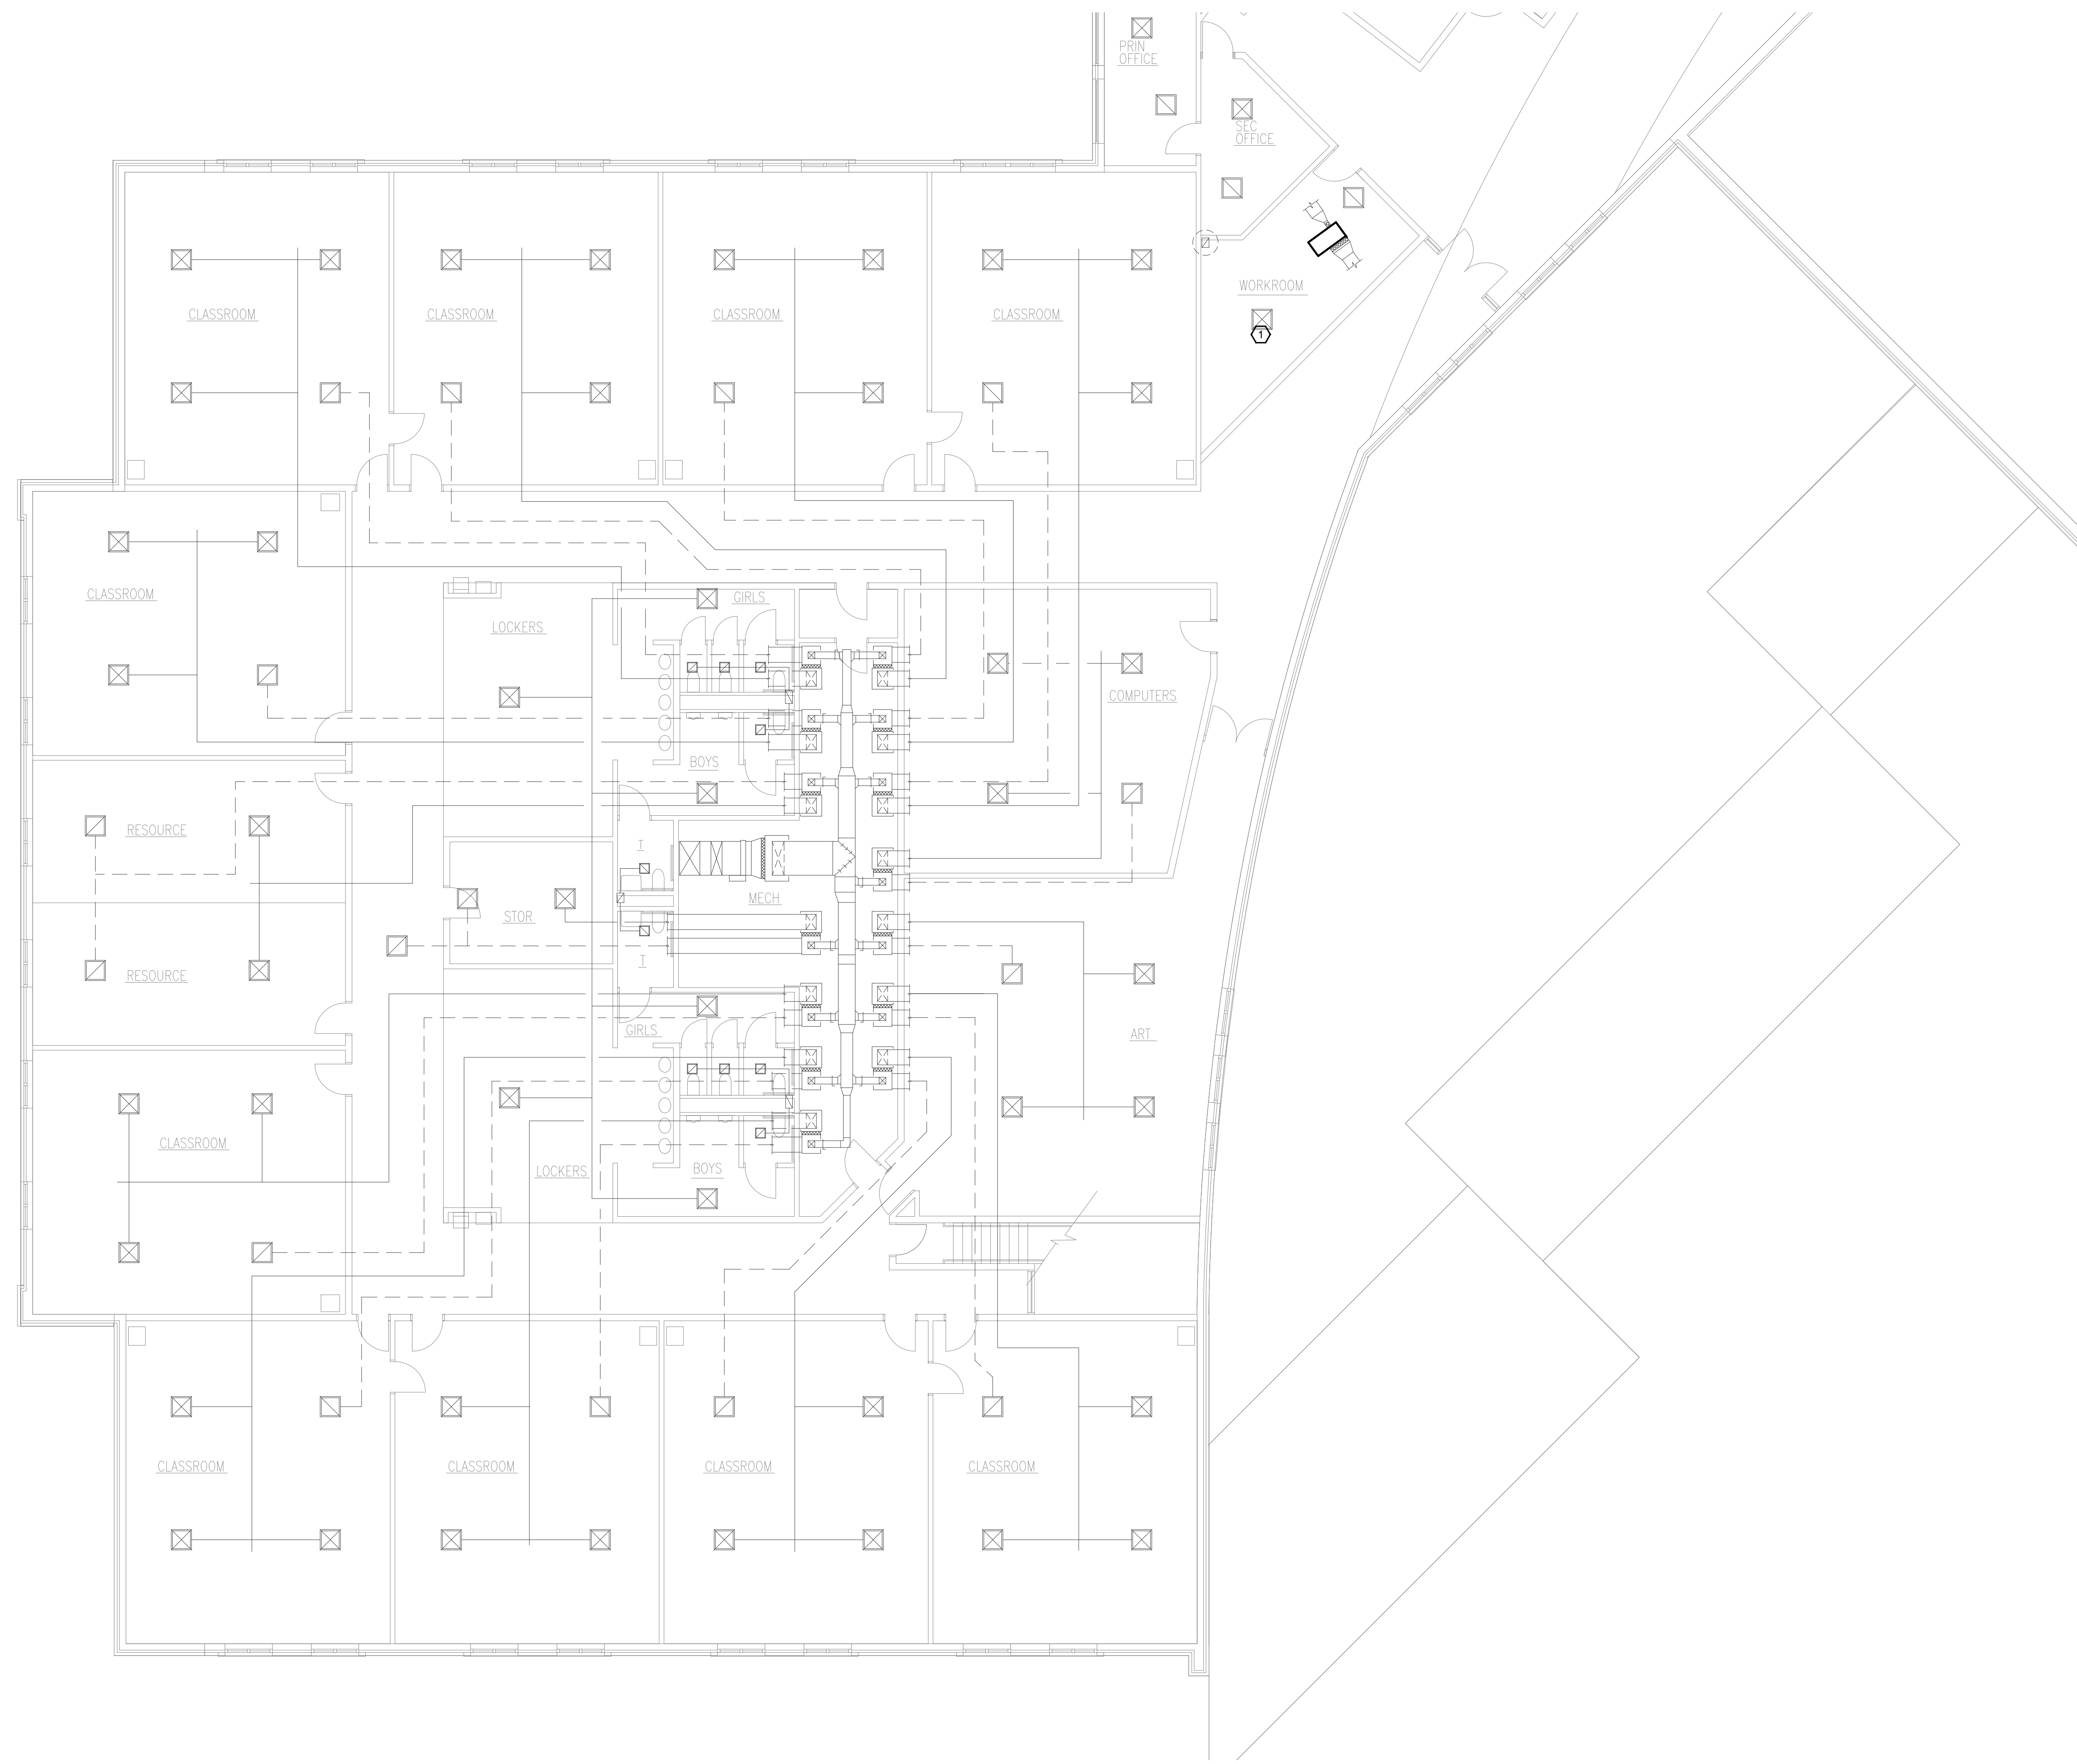 PRIN
OFFICE
SEC
OFFICE
WORKROOM
1
CLASSROOM
CLASSROOM
CLASSROOM
CLASSROOM
CLASSROOM
GIRLS
LOCKERS
COMPUTERS
BOYS
RESOURCE
T
MECH
STOR
T
RESOURCE
GIRLS
ART
CLASSROOM
LOCKERS
BOYS
CLASSROOM
CLASSROOM
CLASSROOM
CLASSROOM